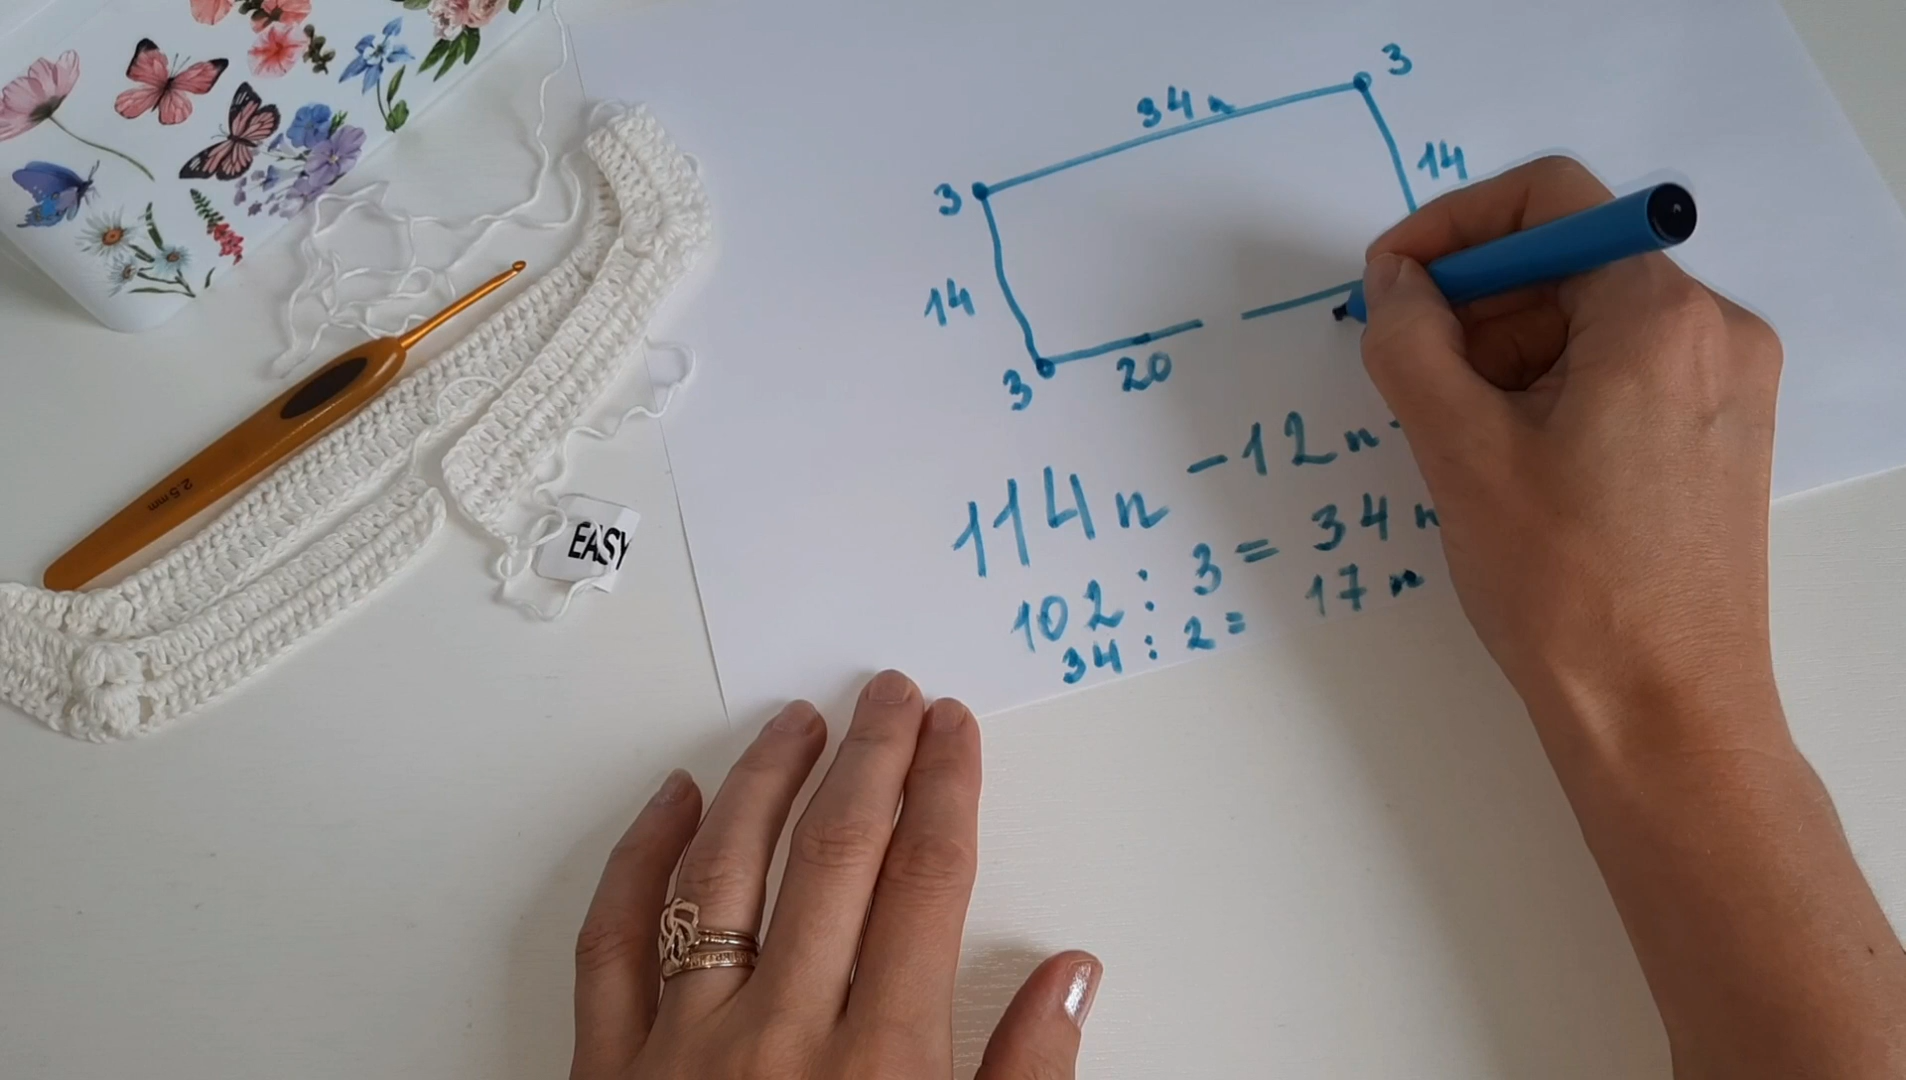 3
34 п
3
14
14
3
20
114 п - 12 п -
102 : 3 = 34 п
34 : 2 = 17 п
2.5 mm
EASY